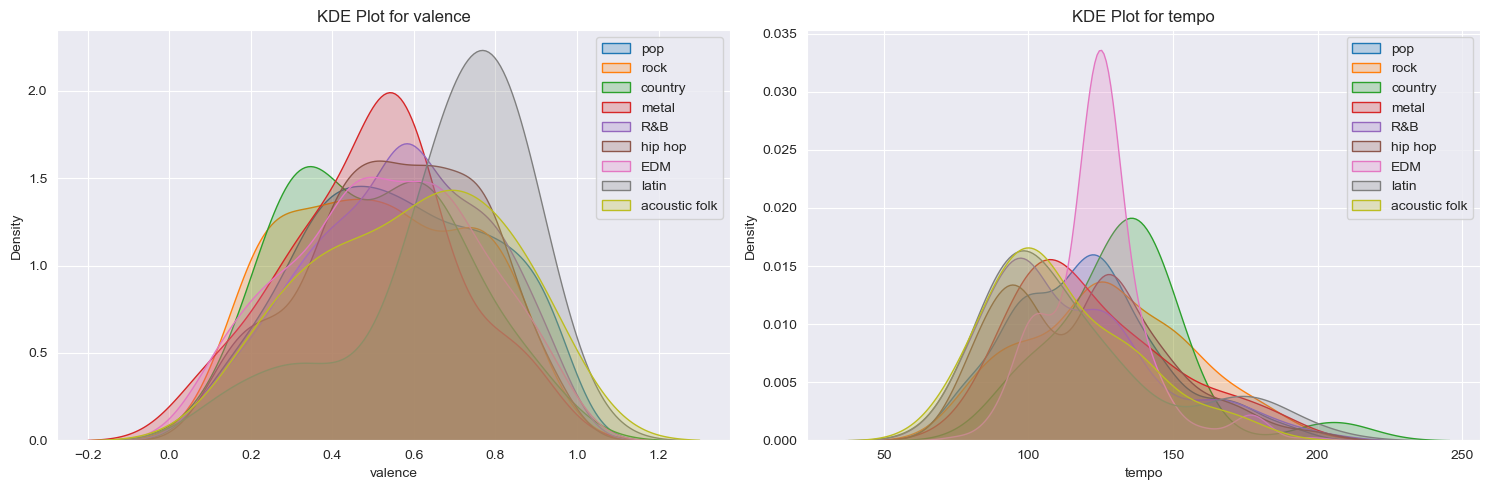 KDE Plot for valence
pop
rock
country
metal
R&B
hip hop
EDM
latin
acoustic folk
Density
2.0
1.5
1.0
0.5
0.0
−0.2 0.0 0.2 0.4 0.6 0.8 1.0 1.2
valence
KDE Plot for tempo
pop
rock
country
metal
R&B
hip hop
EDM
latin
acoustic folk
Density
0.035
0.030
0.025
0.020
0.015
0.010
0.005
0.000
50 100 150 200 250
tempo